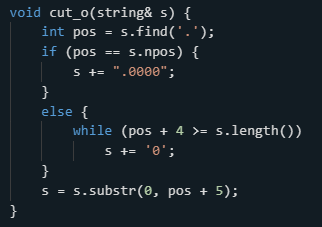 void cut_o(string& s) {
    int pos = s.find('.');
    if (pos == s.npos) {
        s += ".0000";
    }
    else {
        while (pos + 4 >= s.length())
            s += '0';
    }
    s = s.substr(0, pos + 5);
}